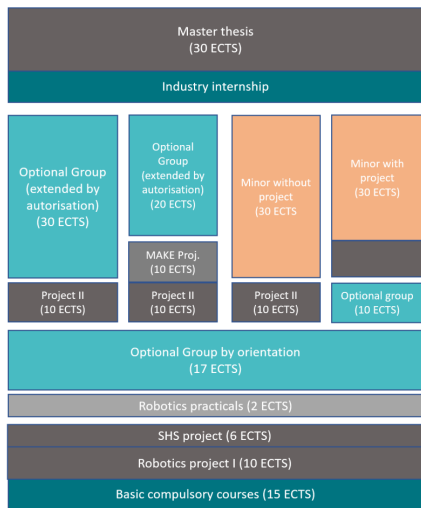 Master thesis
(30 ECTS)
Industry internship
Optional Group
(extended by
autorisation)
(30 ECTS)
Optional
Group
(extended by
autorisation)
(20 ECTS)
MAKE Proj.
(10 ECTS)
Minor without
project
(30 ECTS
Minor with
project
(30 ECTS)
Project II
(10 ECTS)
Project II
(10 ECTS)
Project II
(10 ECTS)
Optional group
(10 ECTS)
Optional Group by orientation
(17 ECTS)
Robotics practicals (2 ECTS)
SHS project (6 ECTS)
Robotics project I (10 ECTS)
Basic compulsory courses (15 ECTS)